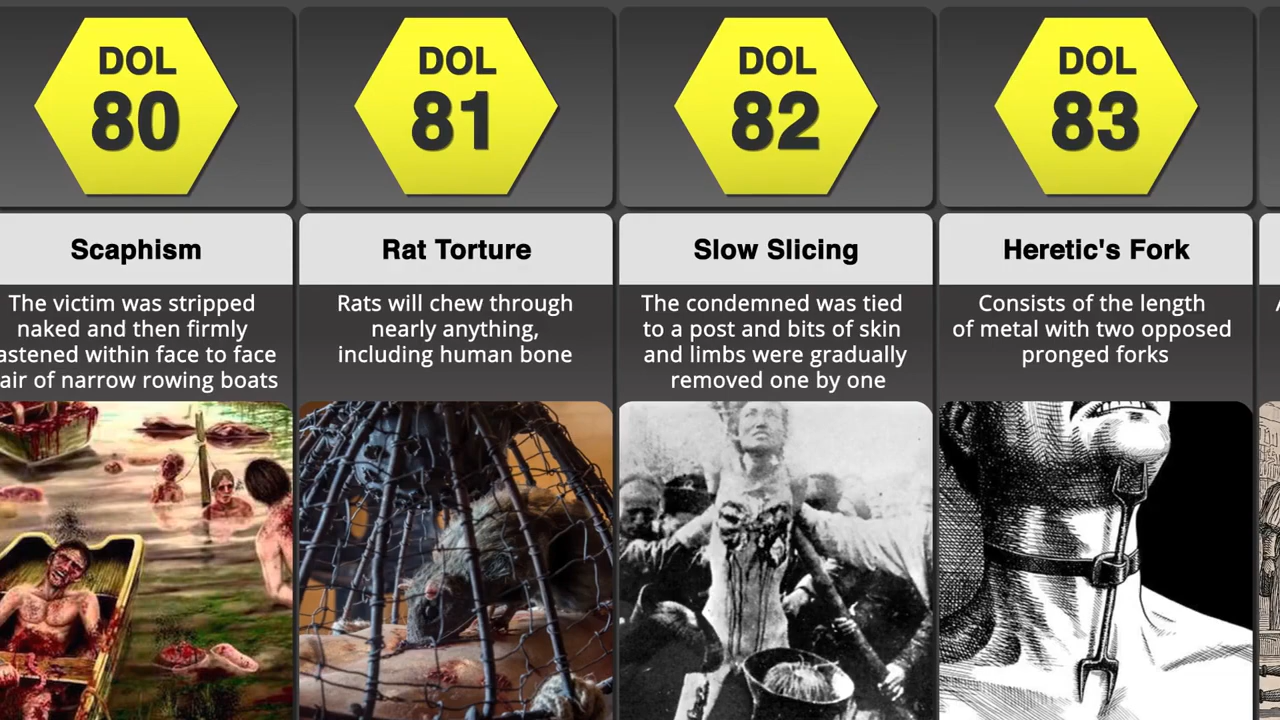 DOL
80
DOL
81
DOL
82
DOL
83
Scaphism
Rat Torture
Slow Slicing
Heretic's Fork
The victim was stripped
naked and then firmly
astened within face to face
air of narrow rowing boats
Rats will chew through
nearly anything,
including human bone
The condemned was tied
to a post and bits of skin
and limbs were gradually
removed one by one
Consists of the length
of metal with two opposed
pronged forks